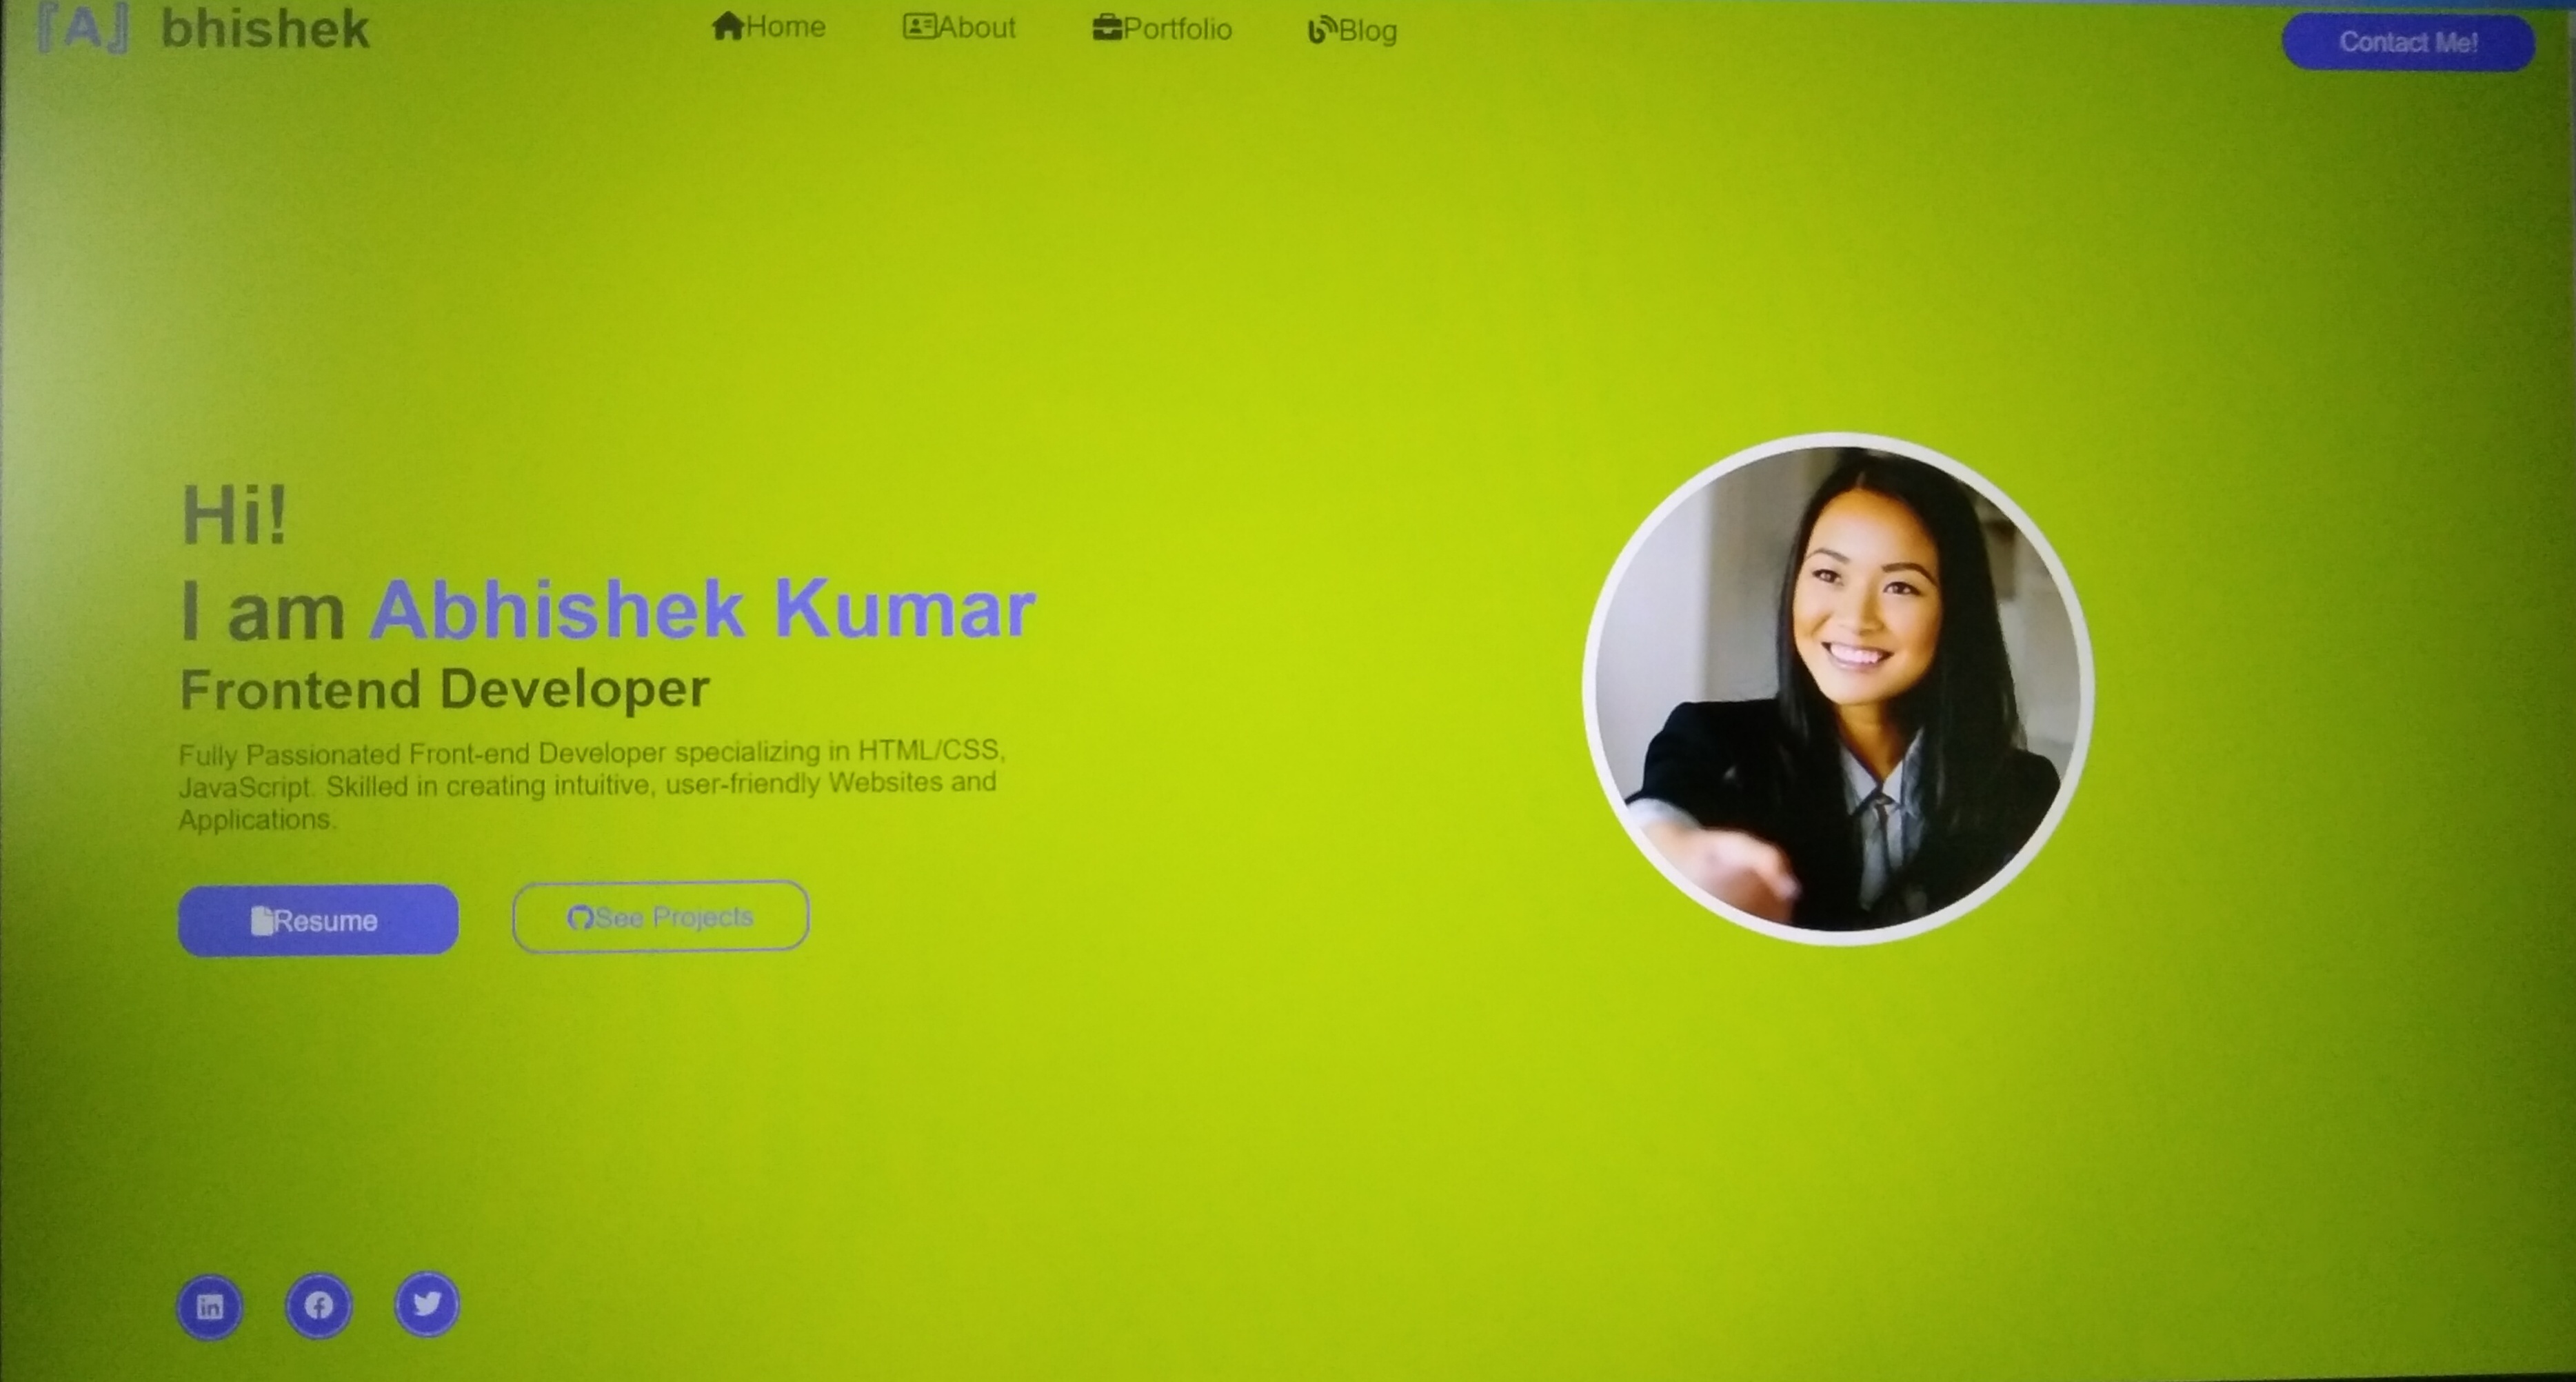 [A] bhishek
Home About Portfolio Blog
Contact Me!
Hi!
I am Abhishek Kumar
Frontend Developer
Fully Passionated Front-end Developer specializing in HTML/CSS,
JavaScript. Skilled in creating intuitive, user-friendly Websites and
Applications.
Resume See Projects
in f